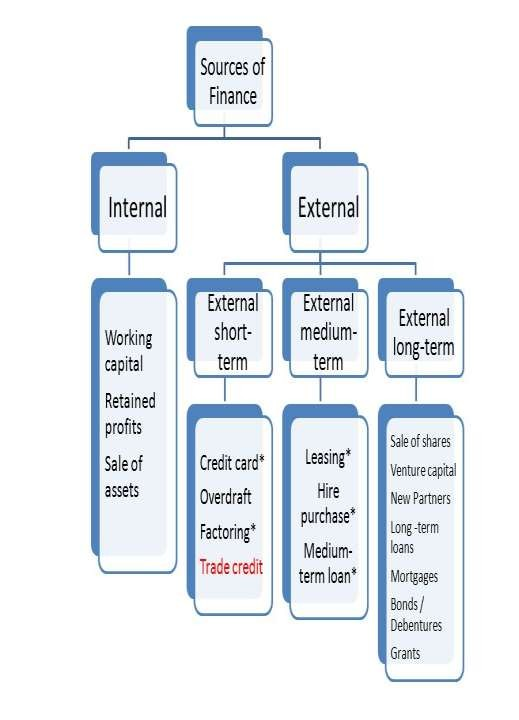 Sources of
Finance
Internal
External
Working
capital
Retained
profits
Sale of
assets
External
short-
term
External
medium-
term
External
long-term
Credit card*
Overdraft
Factoring*
Trade credit
Leasing*
Hire
purchase*
Medium-
term loan*
Sale of shares
Venture capital
New Partners
Long -term
loans
Mortgages
Bonds /
Debentures
Grants